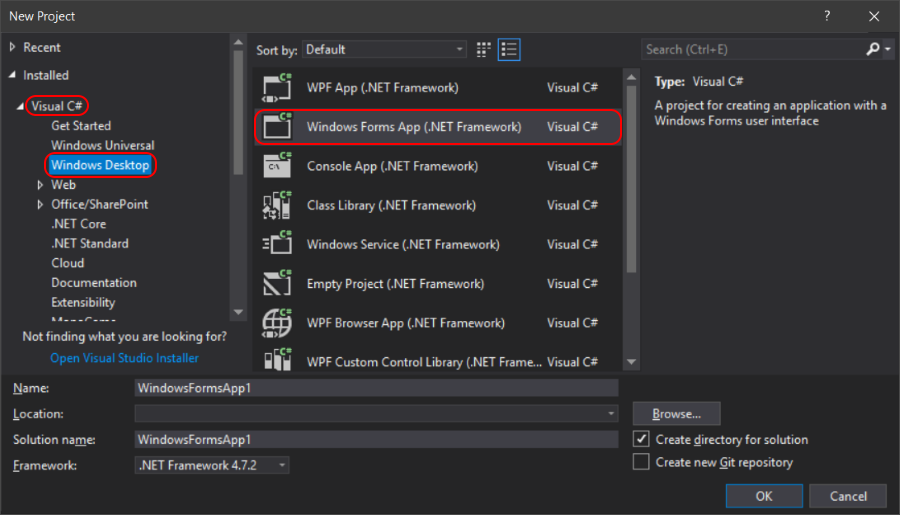 New Project
?
Recent
Installed
Visual C#
Get Started
Windows Universal
Windows Desktop
Web
Office/SharePoint
.NET Core
.NET Standard
Cloud
Documentation
Extensibility
Not finding what you are looking for?
Open Visual Studio Installer
Sort by: Default
C# WPF App (.NET Framework) Visual C#
C# Windows Forms App (.NET Framework) Visual C#
C# Console App (.NET Framework) Visual C#
C# Class Library (.NET Framework) Visual C#
C# Windows Service (.NET Framework) Visual C#
C# Empty Project (.NET Framework) Visual C#
C# WPF Browser App (.NET Framework) Visual C#
C# WPF Custom Control Library (.NET Frame... Visual C#
Search (Ctrl+E)
Type: Visual C#
A project for creating an application with a
Windows Forms user interface
Name: WindowsFormsApp1
Location: Browse...
Solution name: WindowsFormsApp1
Create directory for solution
Framework: .NET Framework 4.7.2
Create new Git repository
OK Cancel